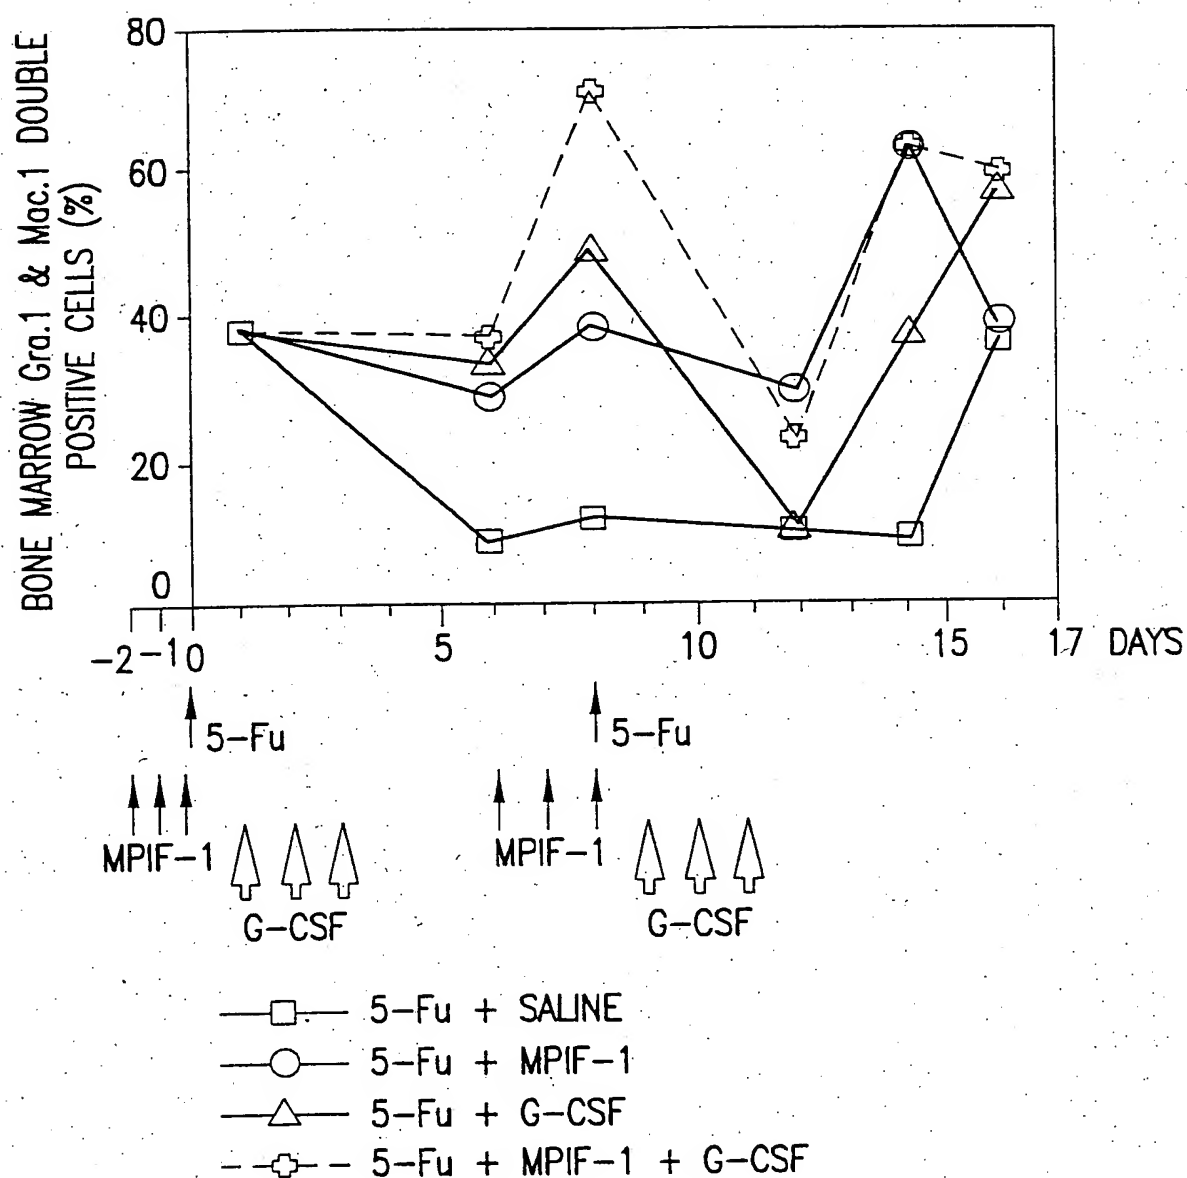 BONE MARROW Gra.1 & Mac.1 DOUBLE
POSITIVE CELLS (%)
80
60
40
20
0
-2 -1 0 5 10 15 17 DAYS
5-Fu 5-Fu
MPIF-1 MPIF-1
G-CSF G-CSF
5-Fu + SALINE
5-Fu + MPIF-1
5-Fu + G-CSF
5-Fu + MPIF-1 + G-CSF